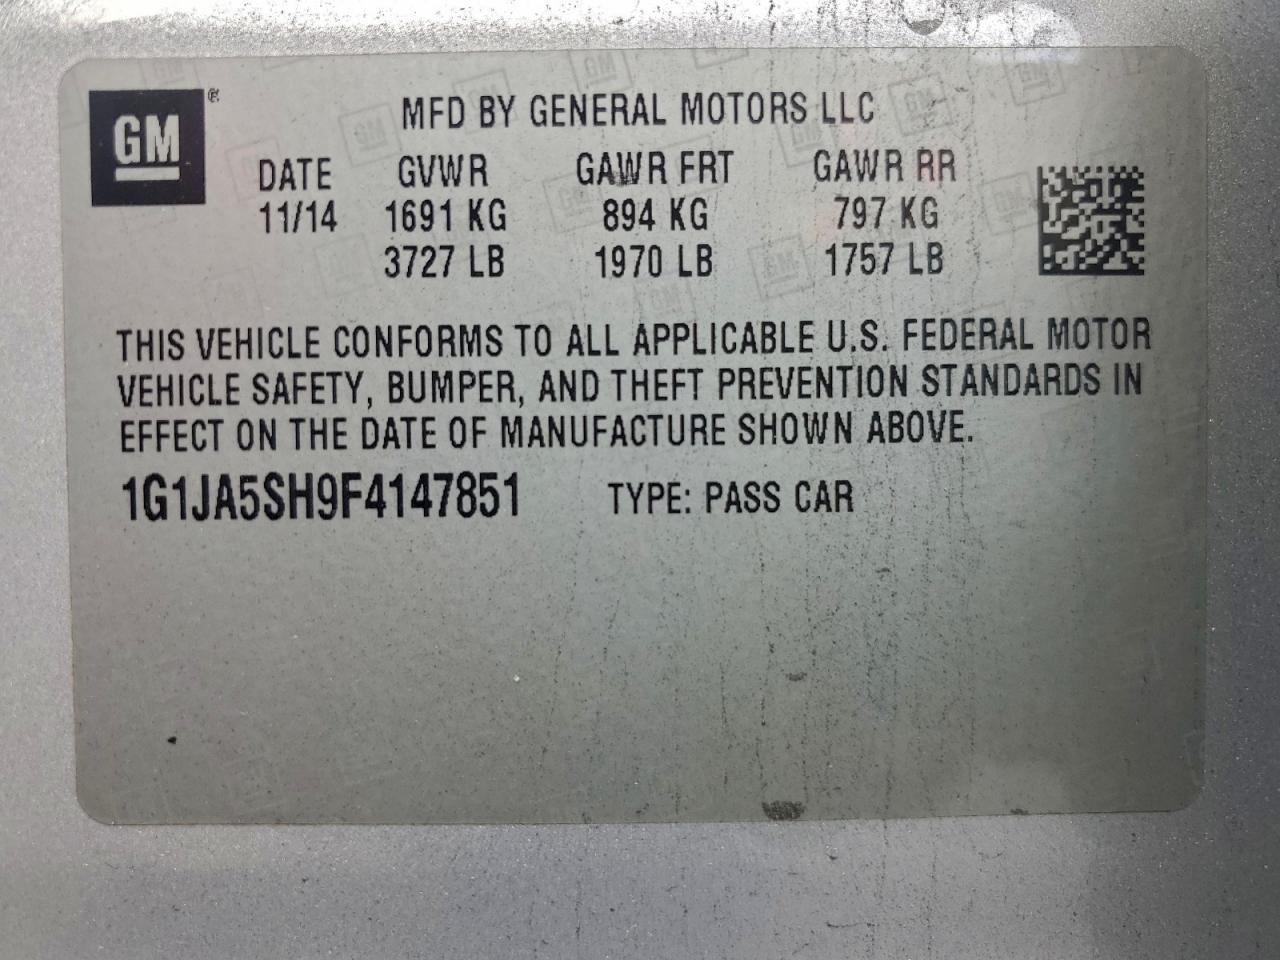 GM ®
MFD BY GENERAL MOTORS LLC
DATE GVWR GAWR FRT GAWR RR
11/14 1691 KG 894 KG 797 KG
3727 LB 1970 LB 1757 LB
THIS VEHICLE CONFORMS TO ALL APPLICABLE U.S. FEDERAL MOTOR
VEHICLE SAFETY, BUMPER, AND THEFT PREVENTION STANDARDS IN
EFFECT ON THE DATE OF MANUFACTURE SHOWN ABOVE.
1G1JA5SH9F4147851 TYPE: PASS CAR